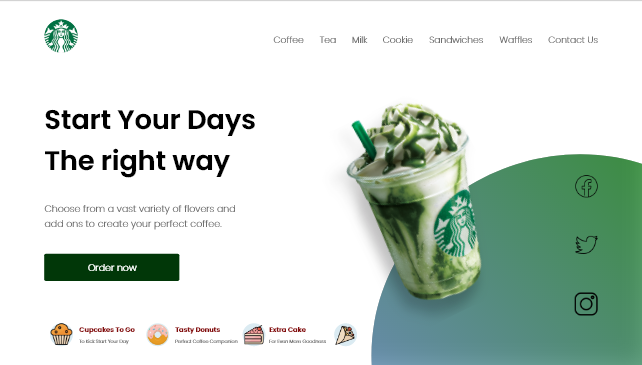 Coffee Tea Milk Cookie Sandwiches Waffles Contact Us
Start Your Days
The right way
Choose from a vast variety of flovers and
add ons to create your perfect coffee.
Order now
Cupcakes To Go
To Kick Start Your Day
Tasty Donuts
Perfect Coffee Companion
Extra Cake
For Even More Goodness